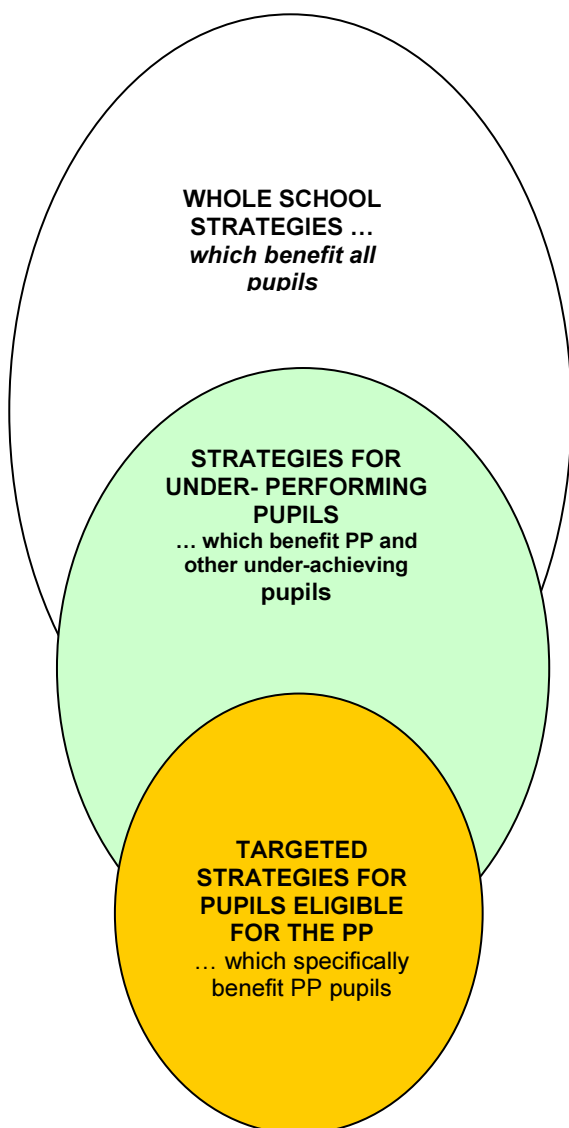 WHOLE SCHOOL
STRATEGIES …
which benefit all
pupils
STRATEGIES FOR
UNDER- PERFORMING
PUPILS
… which benefit PP and
other under-achieving
pupils
TARGETED
STRATEGIES FOR
PUPILS ELIGIBLE
FOR THE PP
… which specifically
benefit PP pupils